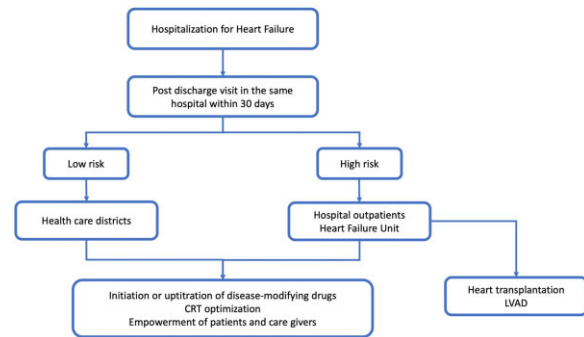 Hospitalization for Heart Failure
Post discharge visit in the same
hospital within 30 days
Low risk
High risk
Health care districts
Hospital outpatients
Heart Failure Unit
Initiation or uptitration of disease-modifying drugs
CRT optimization
Empowerment of patients and care givers
Heart transplantation
LVAD